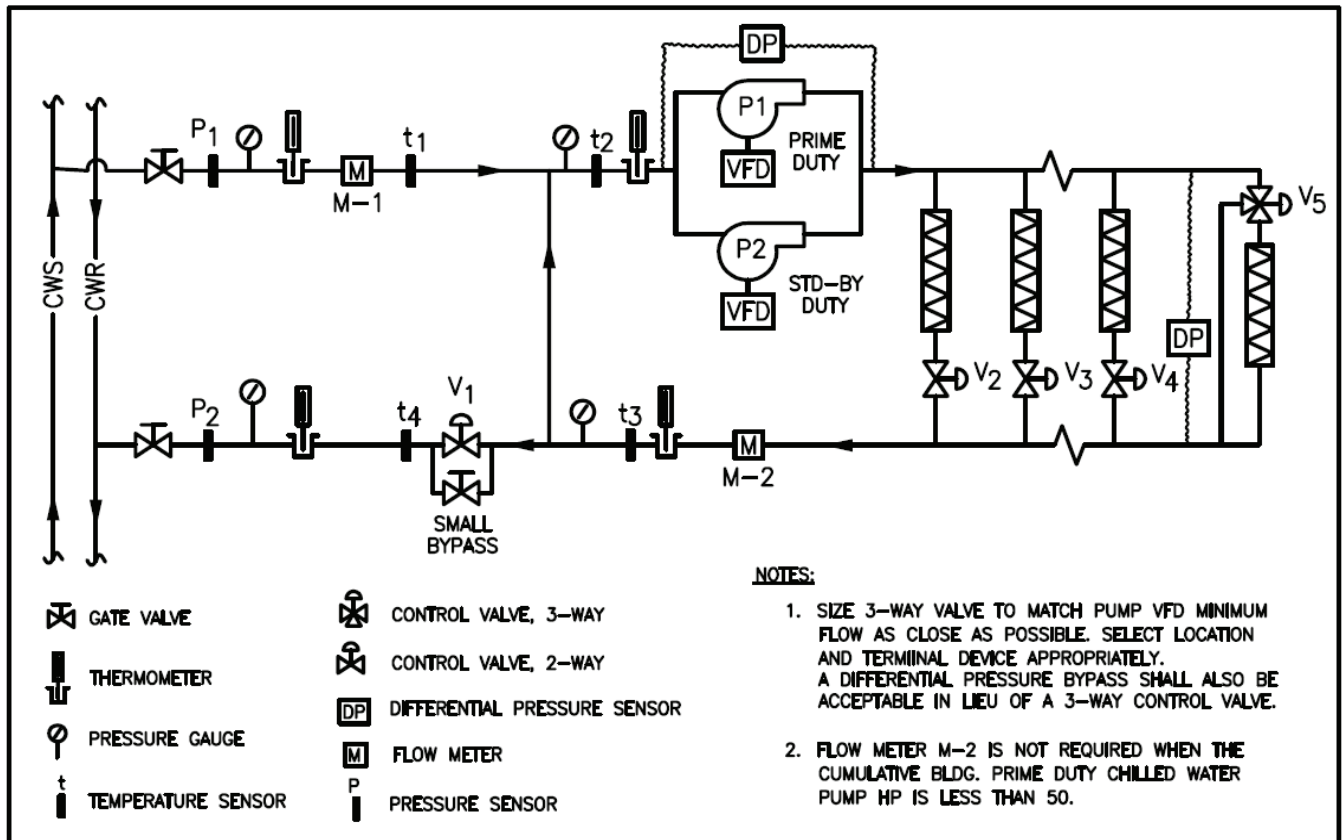 DP
P1
P1
t1
t2
PRIME
DUTY
VFD
M
M-1
V5
P2
STD-BY
DUTY
VFD
CWS
CWR
DP
V2
V3
V4
V1
P2
t4
t3
M
M-2
SMALL
BYPASS
GATE VALVE
THERMOMETER
PRESSURE GAUGE
t
TEMPERATURE SENSOR
CONTROL VALVE, 3-WAY
CONTROL VALVE, 2-WAY
DP DIFFERENTIAL PRESSURE SENSOR
M FLOW METER
P
PRESSURE SENSOR
NOTES:
1. SIZE 3-WAY VALVE TO MATCH PUMP VFD MINIMUM
FLOW AS CLOSE AS POSSIBLE. SELECT LOCATION
AND TERMIINAL DEVICE APPROPRIATELY.
A DIFFERENTIAL PRESSURE BYPASS SHALL ALSO BE
ACCEPTABLE IN LIEU OF A 3-WAY CONTROL VALVE.
2. FLOW METER M-2 IS NOT REQUIRED WHEN THE
CUMULATIVE BLDG. PRIME DUTY CHILLED WATER
PUMP HP IS LESS THAN 50.